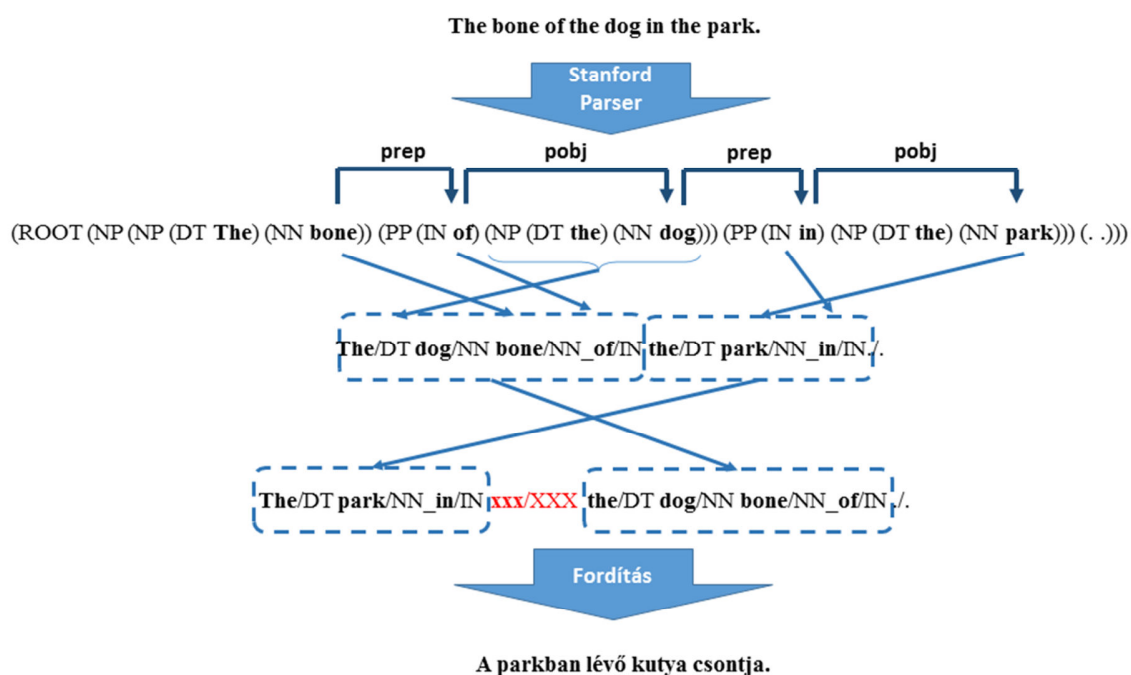 The bone of the dog in the park.
Stanford
Parser
prep pobj prep pobj
(ROOT (NP (NP (DT The) (NN bone)) (PP (IN of) (NP (DT the) (NN dog))) (PP (IN in) (NP (DT the) (NN park))) (. .)))
The/DT dog/NN bone/NN_of/IN the/DT park/NN_in/IN ./.
The/DT park/NN_in/IN xxx/XXX the/DT dog/NN bone/NN_of/IN ./.
Fordítás
A parkban lévő kutya csontja.